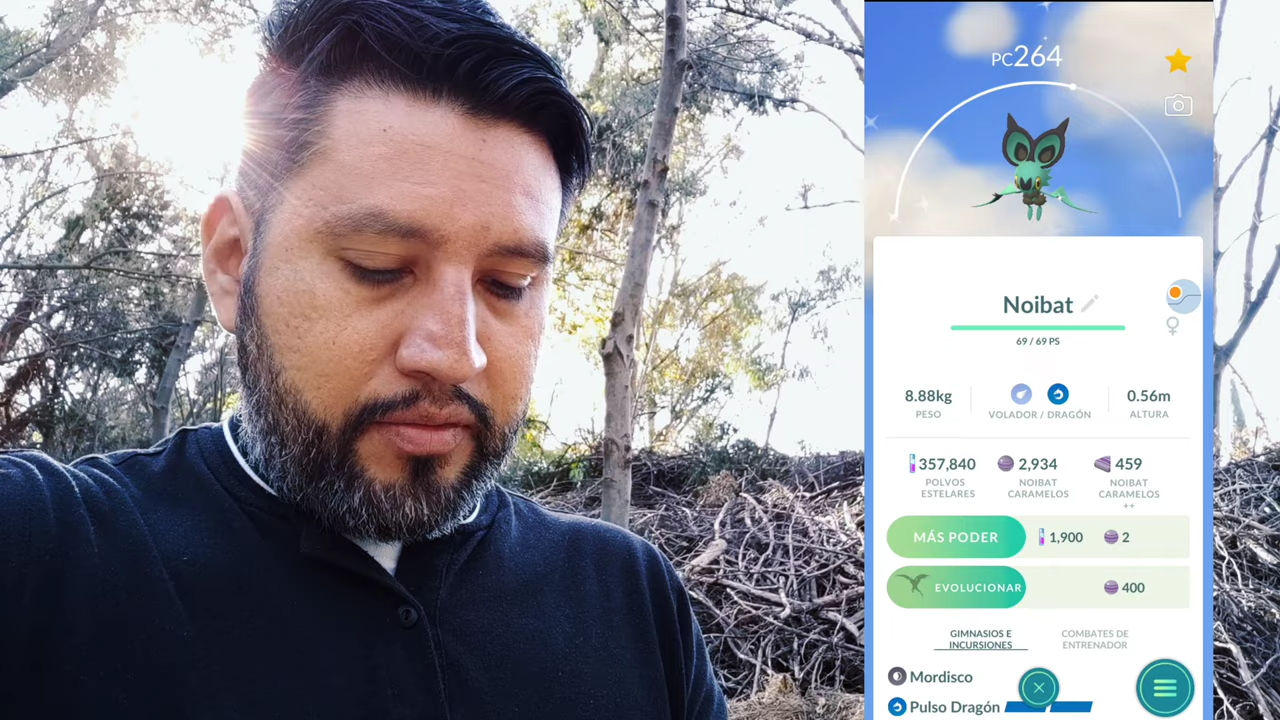 PC264
Noibat
69 / 69 PS
8.88kg
PESO
VOLADOR / DRAGÓN
0.56m
ALTURA
357,840
POLVOS
ESTELARES
2,934
NOIBAT
CARAMELOS
459
NOIBAT
CARAMELOS
++
MÁS PODER 1,900 2
EVOLUCIONAR 400
GIMNASIOS E
INCURSIONES
COMBATES DE
ENTRENADOR
Mordisco
Pulso Dragón